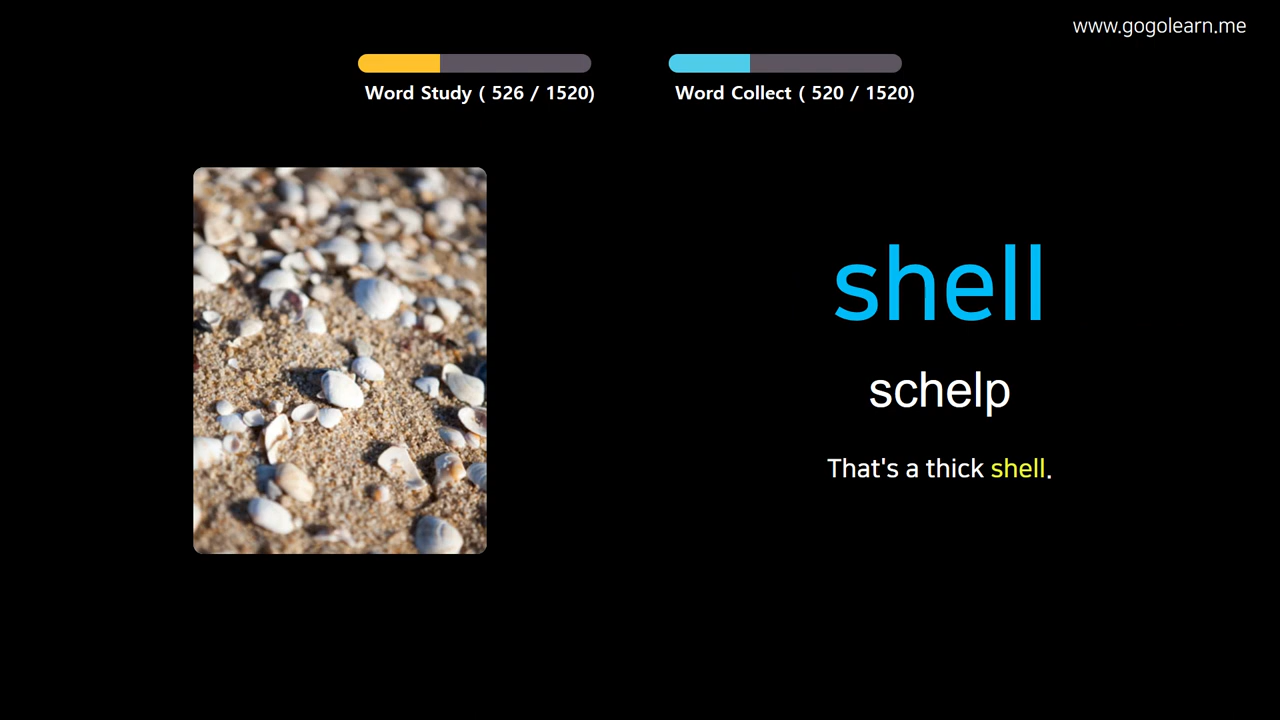 www.gogolearn.me
Word Study ( 526 / 1520)
Word Collect ( 520 / 1520)
shell
schelp
That's a thick shell.